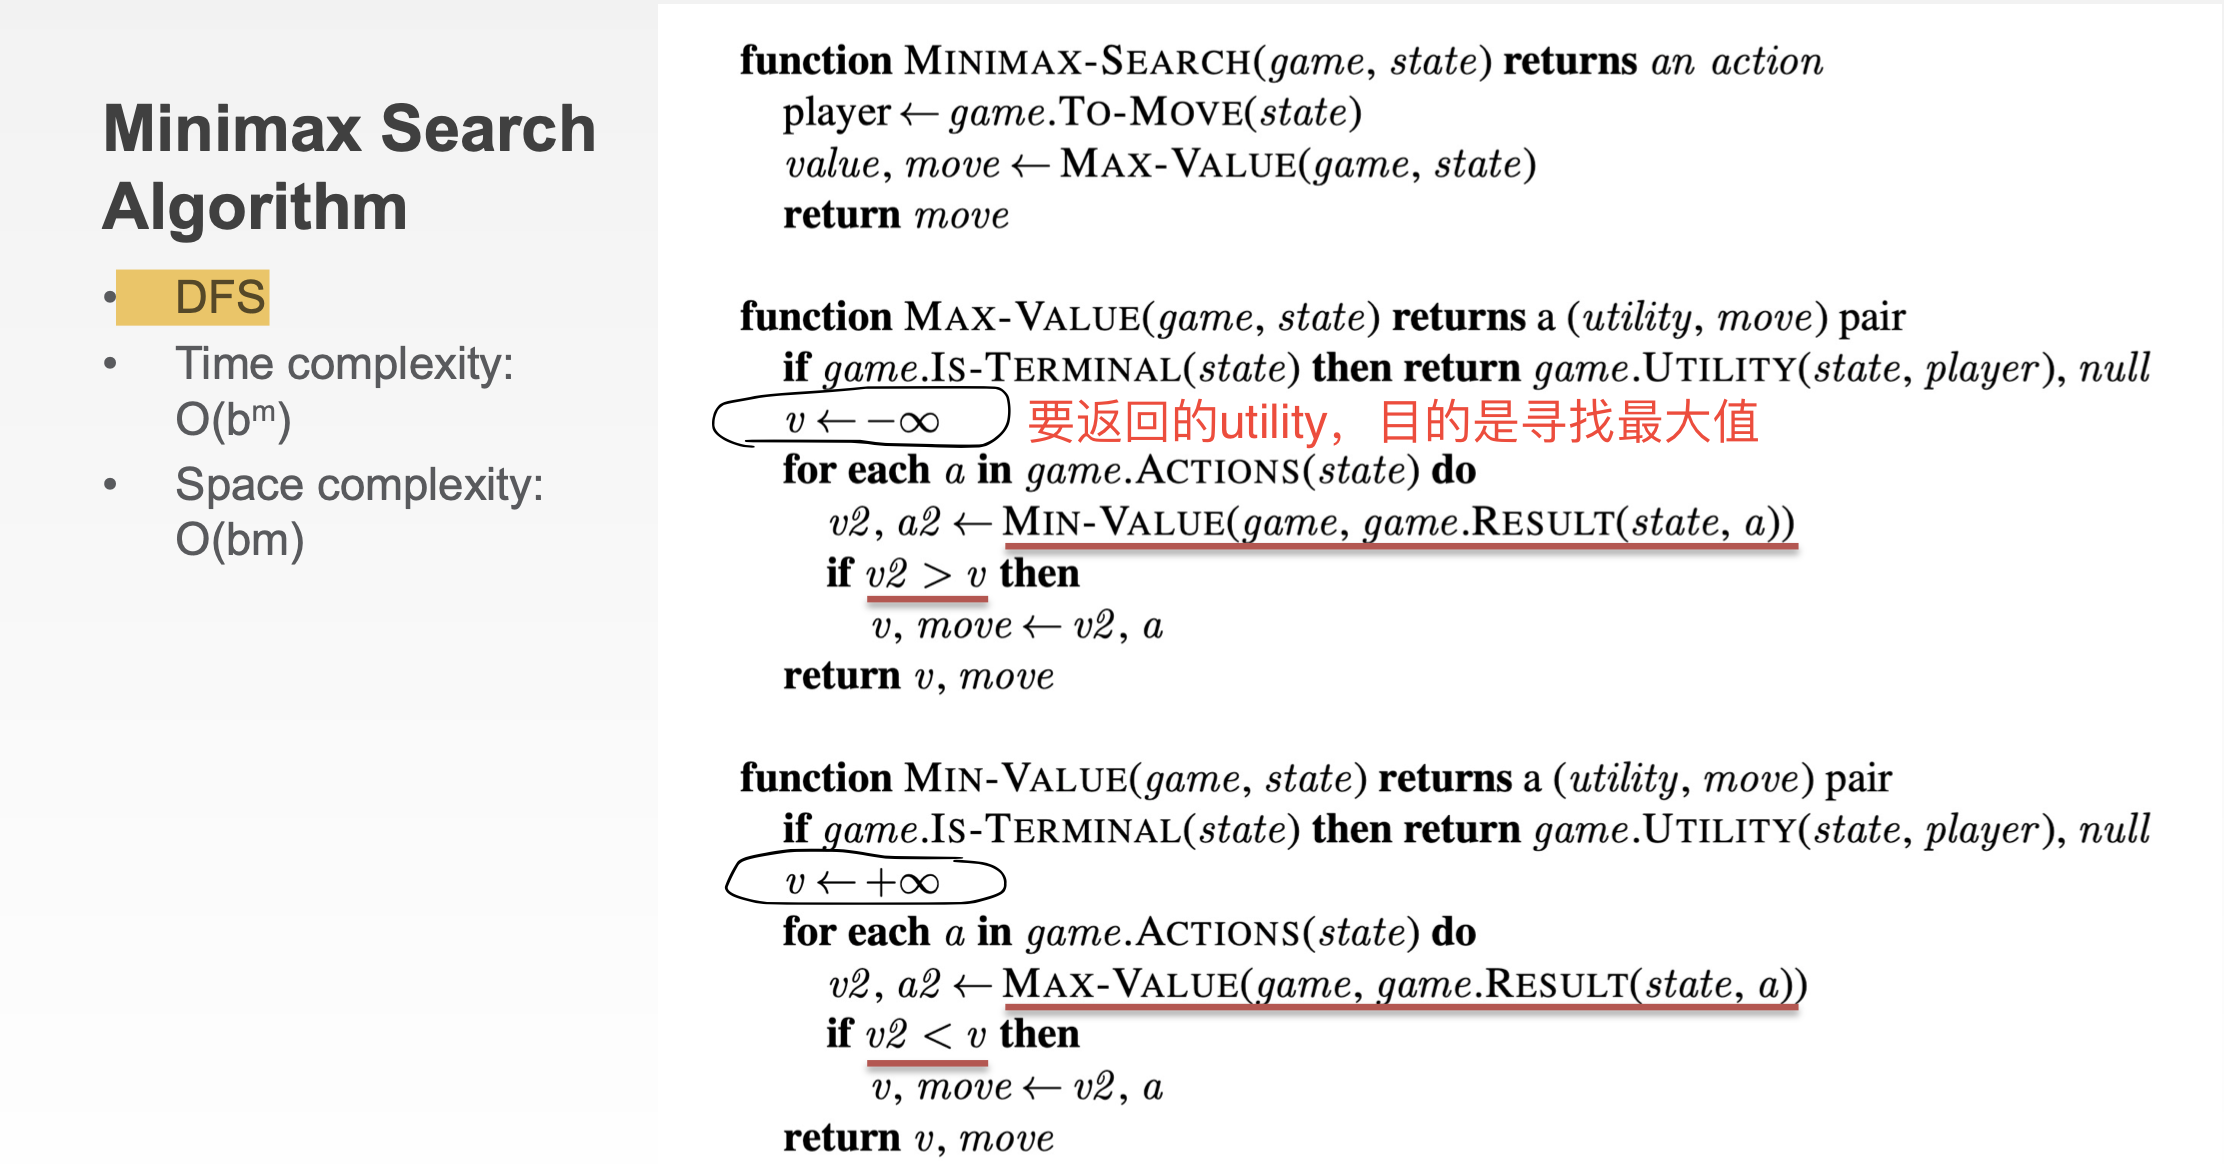 Minimax Search
Algorithm
• DFS
• Time complexity:
O(bᵐ)
• Space complexity:
O(bm)
function MINIMAX-SEARCH(game, state) returns an action
player ← game.TO-MOVE(state)
value, move ← MAX-VALUE(game, state)
return move
function MAX-VALUE(game, state) returns a (utility, move) pair
if game.IS-TERMINAL(state) then return game.UTILITY(state, player), null
v ← −∞ 要返回的utility，目的是寻找最大值
for each a in game.ACTIONS(state) do
v2, a2 ← MIN-VALUE(game, game.RESULT(state, a))
if v2 > v then
v, move ← v2, a
return v, move
function MIN-VALUE(game, state) returns a (utility, move) pair
if game.IS-TERMINAL(state) then return game.UTILITY(state, player), null
v ← +∞
for each a in game.ACTIONS(state) do
v2, a2 ← MAX-VALUE(game, game.RESULT(state, a))
if v2 < v then
v, move ← v2, a
return v, move